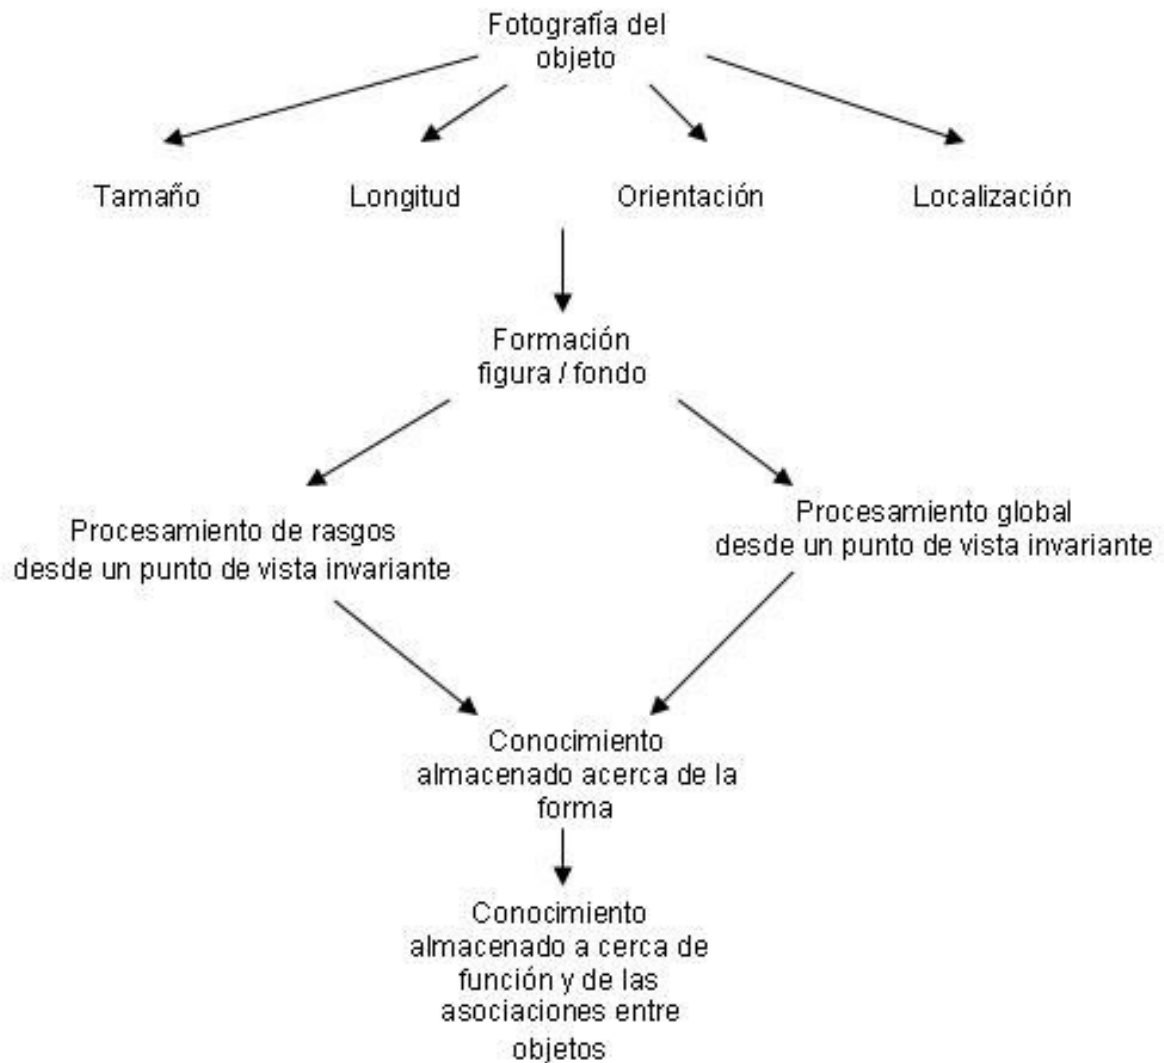 Fotografía del
objeto
Tamaño
Longitud
Orientación
Localización
Formación
figura / fondo
Procesamiento de rasgos
desde un punto de vista invariante
Procesamiento global
desde un punto de vista invariante
Conocimiento
almacenado acerca de la
forma
Conocimiento
almacenado a cerca de
función y de las
asociaciones entre
objetos